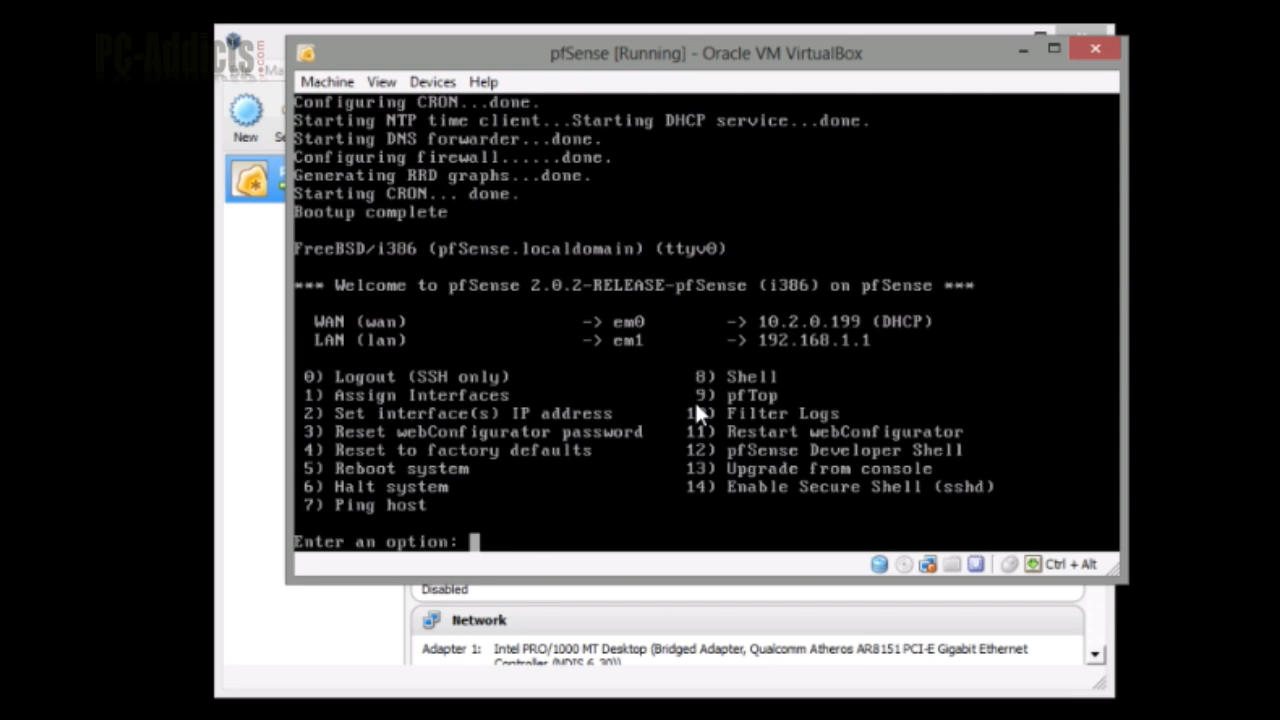 PC-Addicts
.com
pfSense [Running] - Oracle VM VirtualBox
Machine View Devices Help
New
Configuring CRON...done.
Starting NTP time client...Starting DHCP service...done.
Starting DNS forwarder...done.
Configuring firewall......done.
Generating RRD graphs...done.
Starting CRON... done.
Bootup complete
FreeBSD/i386 (pfSense.localdomain) (ttyv0)
*** Welcome to pfSense 2.0.2-RELEASE-pfSense (i386) on pfSense ***
WAN (wan) -> em0 -> 10.2.0.199 (DHCP)
LAN (lan) -> em1 -> 192.168.1.1
0) Logout (SSH only) 8) Shell
1) Assign Interfaces 9) pfTop
2) Set interface(s) IP address 10) Filter Logs
3) Reset webConfigurator password 11) Restart webConfigurator
4) Reset to factory defaults 12) pfSense Developer Shell
5) Reboot system 13) Upgrade from console
6) Halt system 14) Enable Secure Shell (sshd)
7) Ping host
Enter an option:
Ctrl + Alt
Disabled
Network
Adapter 1: Intel PRO/1000 MT Desktop (Bridged Adapter, Qualcomm Atheros AR8151 PCI-E Gigabit Ethernet
Controller (NDIS 6.30))